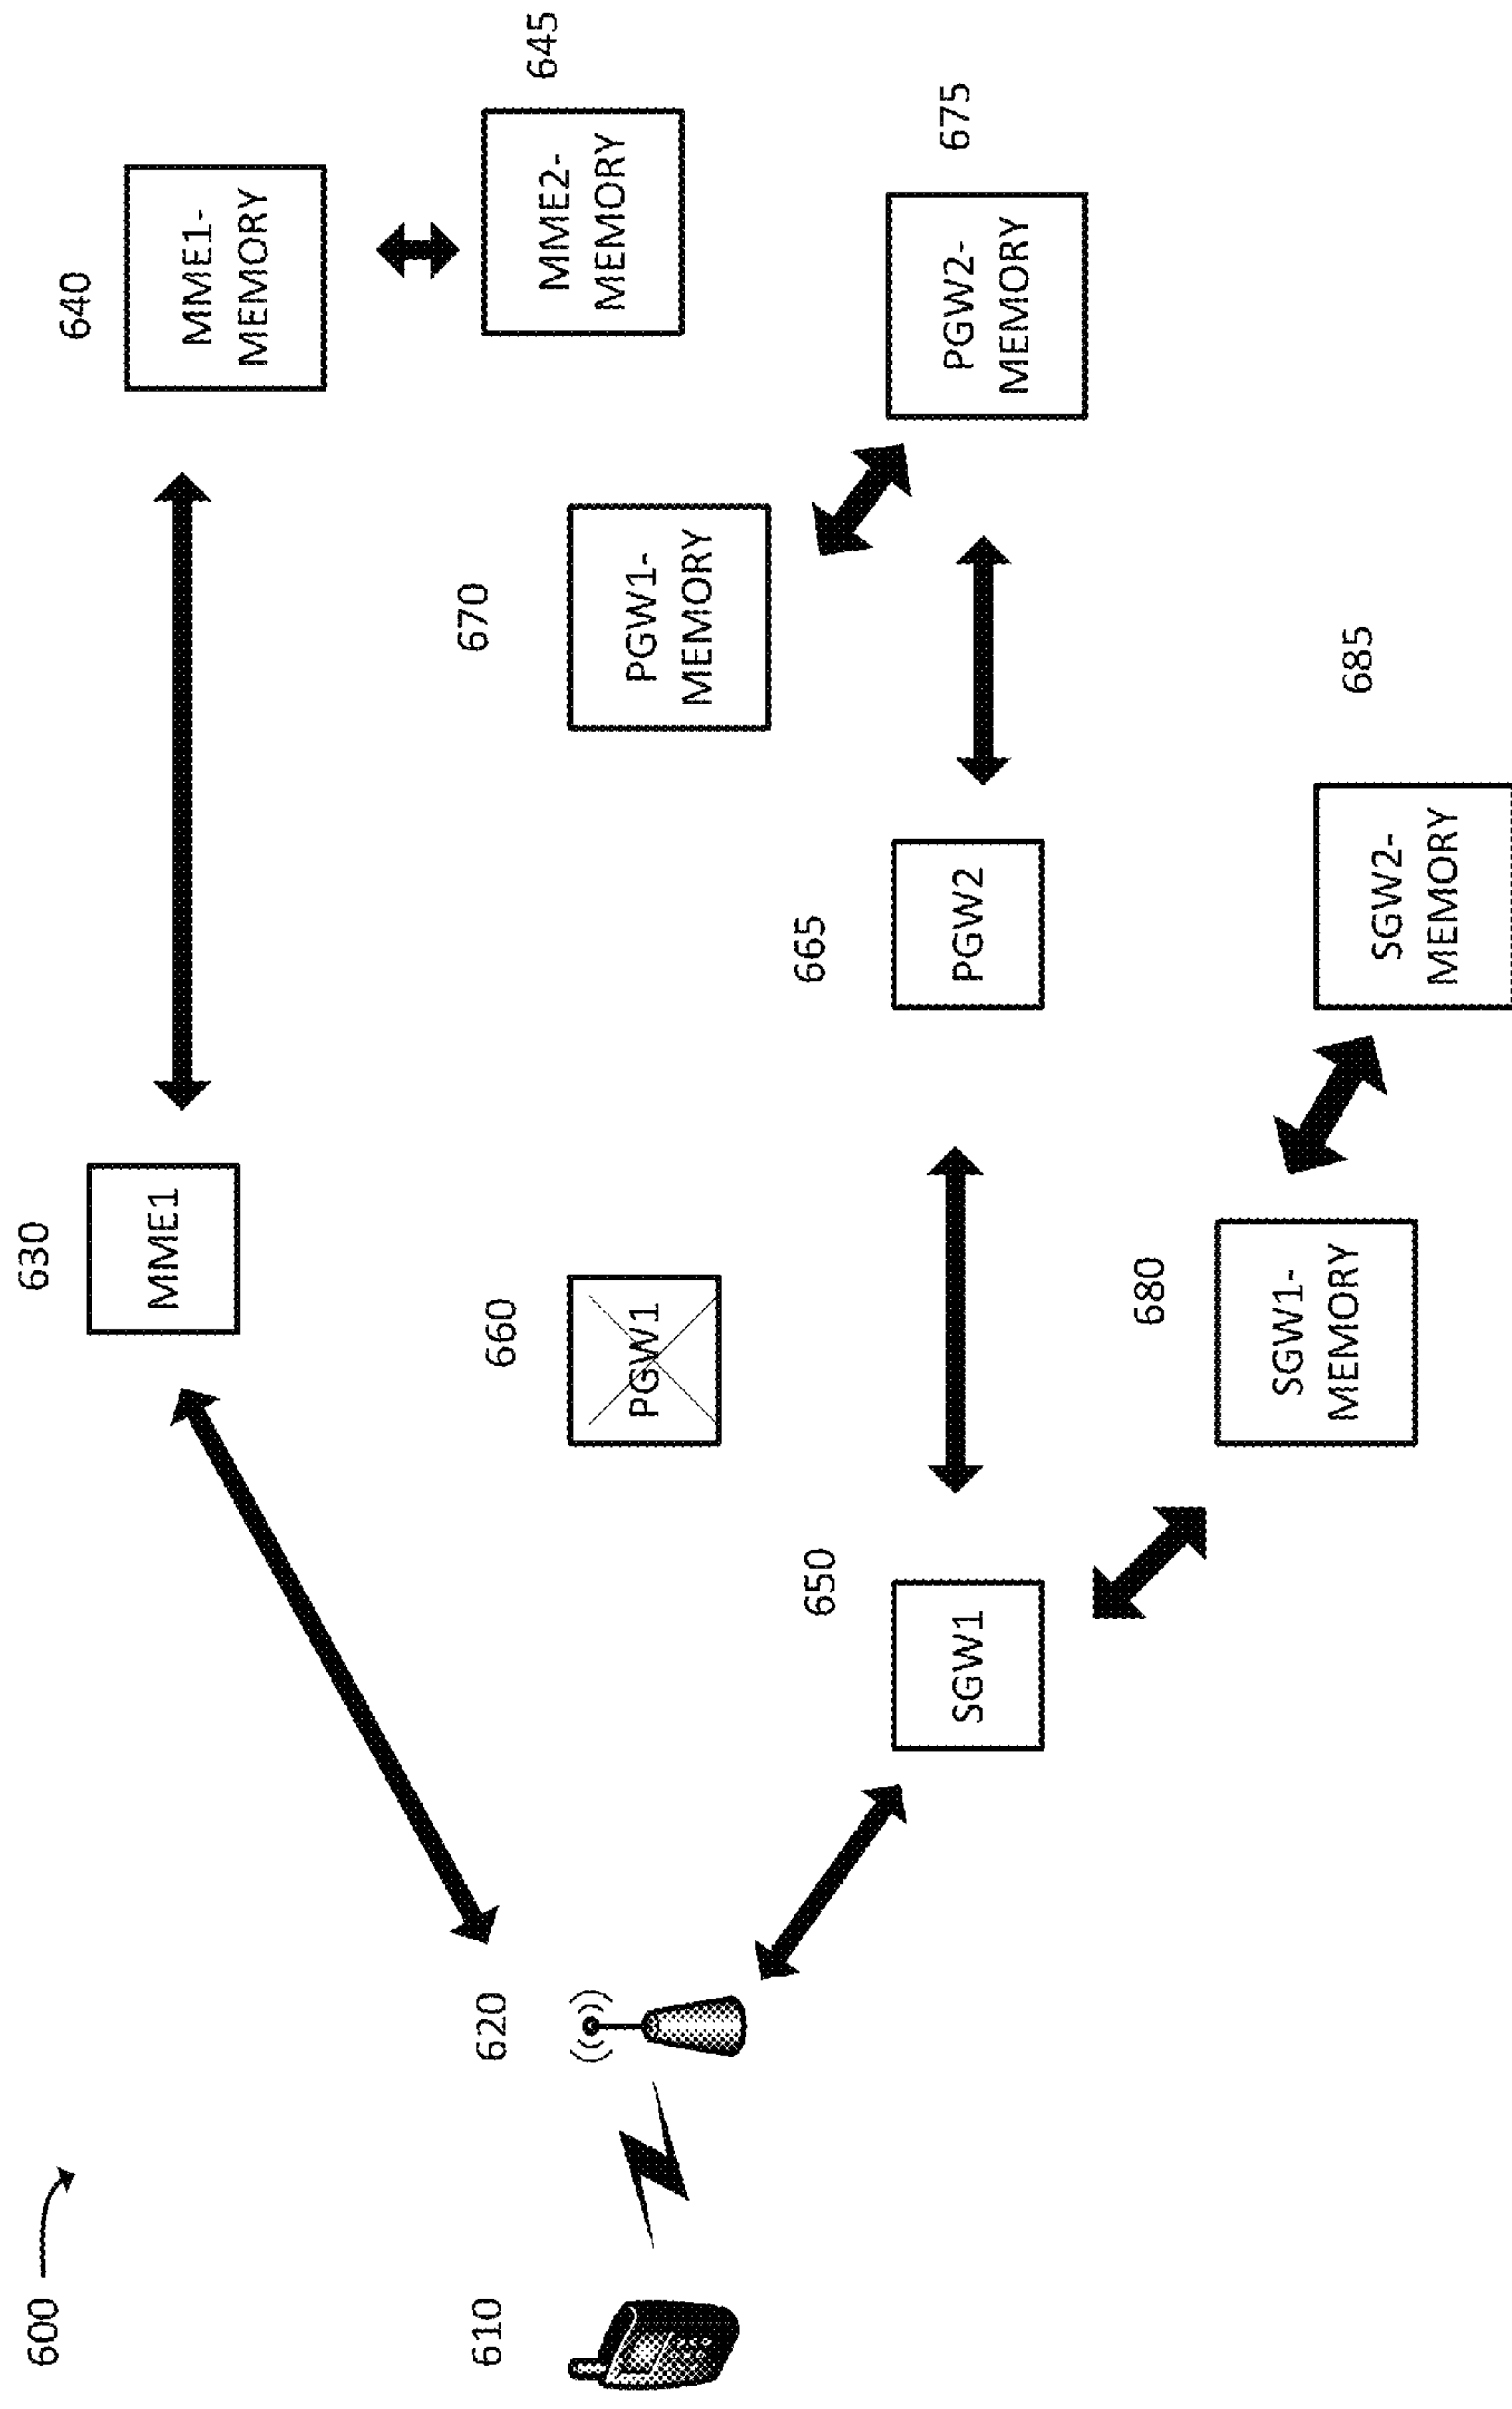 600
610
620
630
MME1
640
MME1-
MEMORY
645
MME2-
MEMORY
660
PGW1
670
PGW1-
MEMORY
675
PGW2-
MEMORY
650
SGW1
665
PGW2
680
SGW1-
MEMORY
685
SGW2-
MEMORY